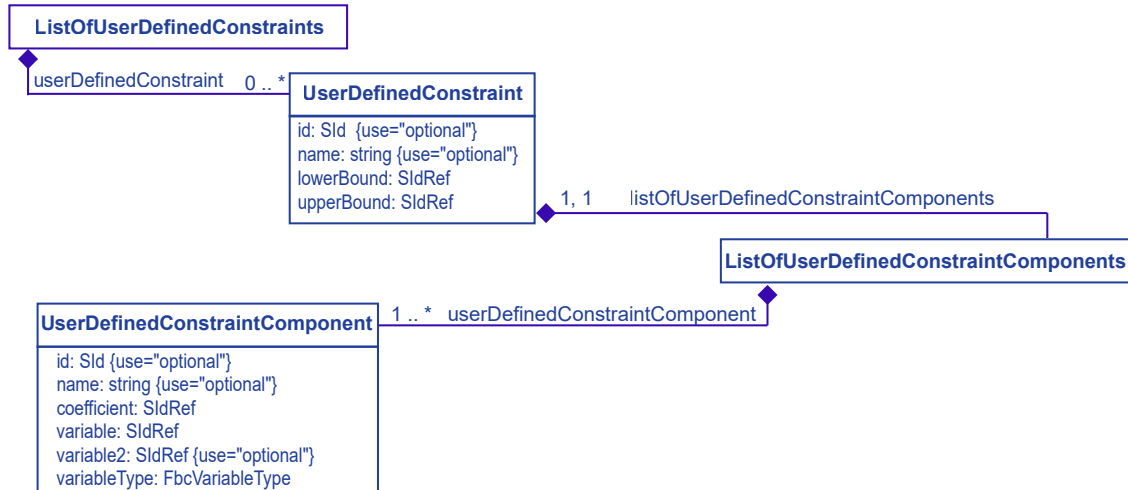 ListOfUserDefinedConstraints
userDefinedConstraint 0 .. *
UserDefinedConstraint
id: SId {use="optional"}
name: string {use="optional"}
lowerBound: SIdRef
upperBound: SIdRef
1, 1 listOfUserDefinedConstraintComponents
ListOfUserDefinedConstraintComponents
1 .. * userDefinedConstraintComponent
UserDefinedConstraintComponent
id: SId {use="optional"}
name: string {use="optional"}
coefficient: SIdRef
variable: SIdRef
variable2: SIdRef {use="optional"}
variableType: FbcVariableType